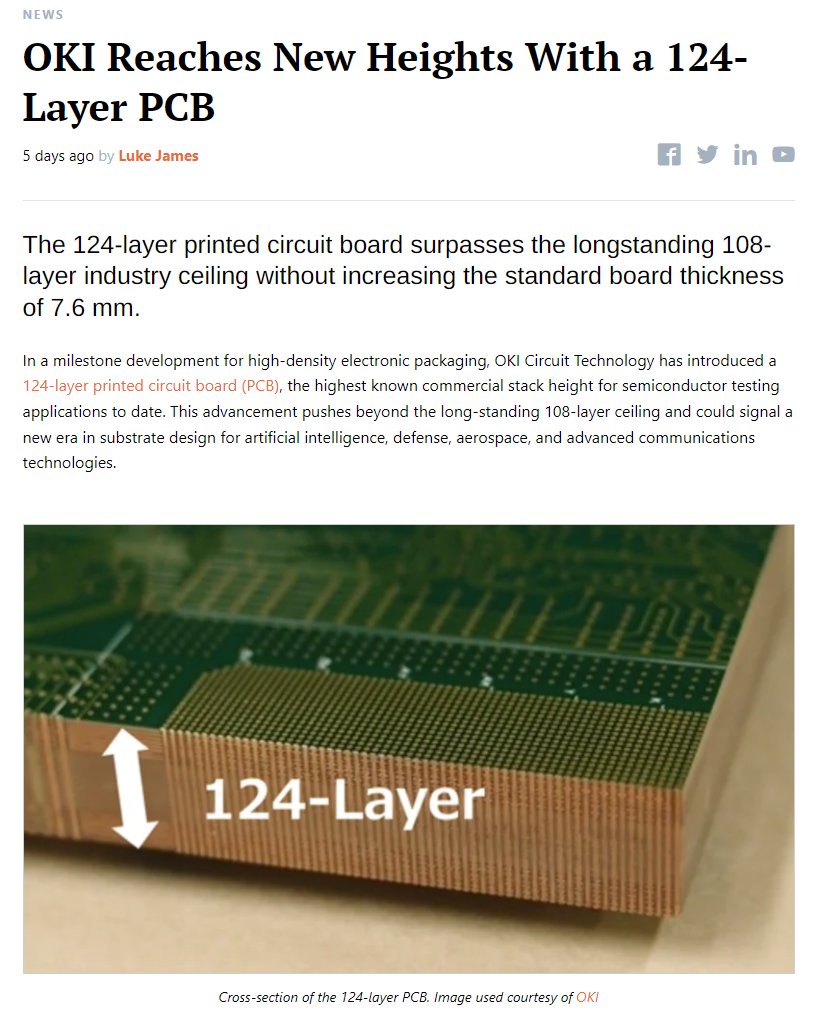 NEWS
OKI Reaches New Heights With a 124-
Layer PCB
5 days ago by Luke James
The 124-layer printed circuit board surpasses the longstanding 108-
layer industry ceiling without increasing the standard board thickness
of 7.6 mm.
In a milestone development for high-density electronic packaging, OKI Circuit Technology has introduced a
124-layer printed circuit board (PCB), the highest known commercial stack height for semiconductor testing
applications to date. This advancement pushes beyond the long-standing 108-layer ceiling and could signal a
new era in substrate design for artificial intelligence, defense, aerospace, and advanced communications
technologies.
124-Layer
Cross-section of the 124-layer PCB. Image used courtesy of OKI